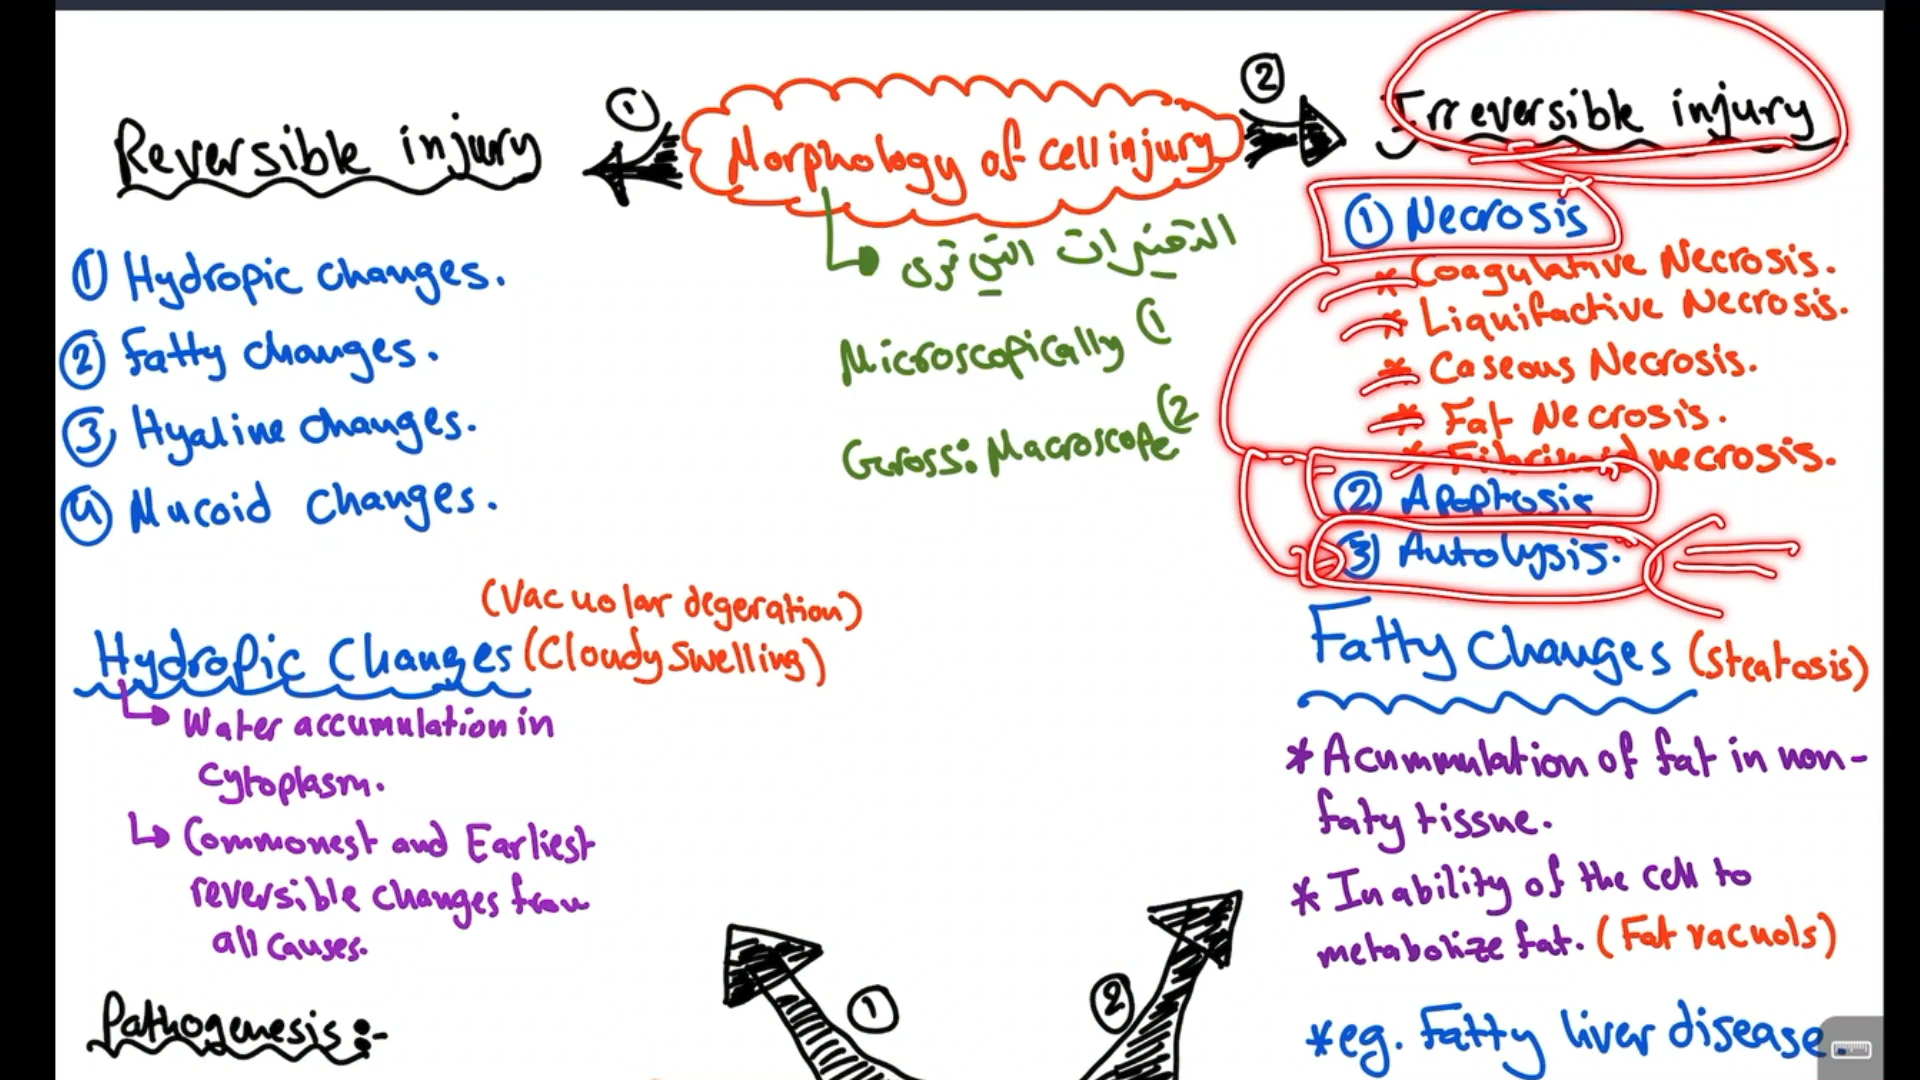 Reversible injury
①
Morphology of cell injury
②
Irreversible injury
التغيرات التي ترى
Microscopically (1
Gross: Macroscope (2
① Hydropic changes.
② Fatty changes.
③ Hyaline changes.
④ Mucoid changes.
① Necrosis
* Coagulative Necrosis.
* Liquifactive Necrosis.
* Caseous Necrosis.
* Fat Necrosis.
* Fibrinoid necrosis.
② Apoptosis
③ Autolysis.
(Vacuolar degeration)
Hydropic Changes (Cloudy Swelling)
Water accumulation in
cytoplasm.
Commonest and Earliest
reversible changes from
all causes.
Pathogenesis:-
①
②
Fatty Changes (steatosis)
* Acummulation of fat in non-
faty tissue.
* Inability of the cell to
metabolize fat. (Fat vacuols)
* eg. Fatty liver disease.